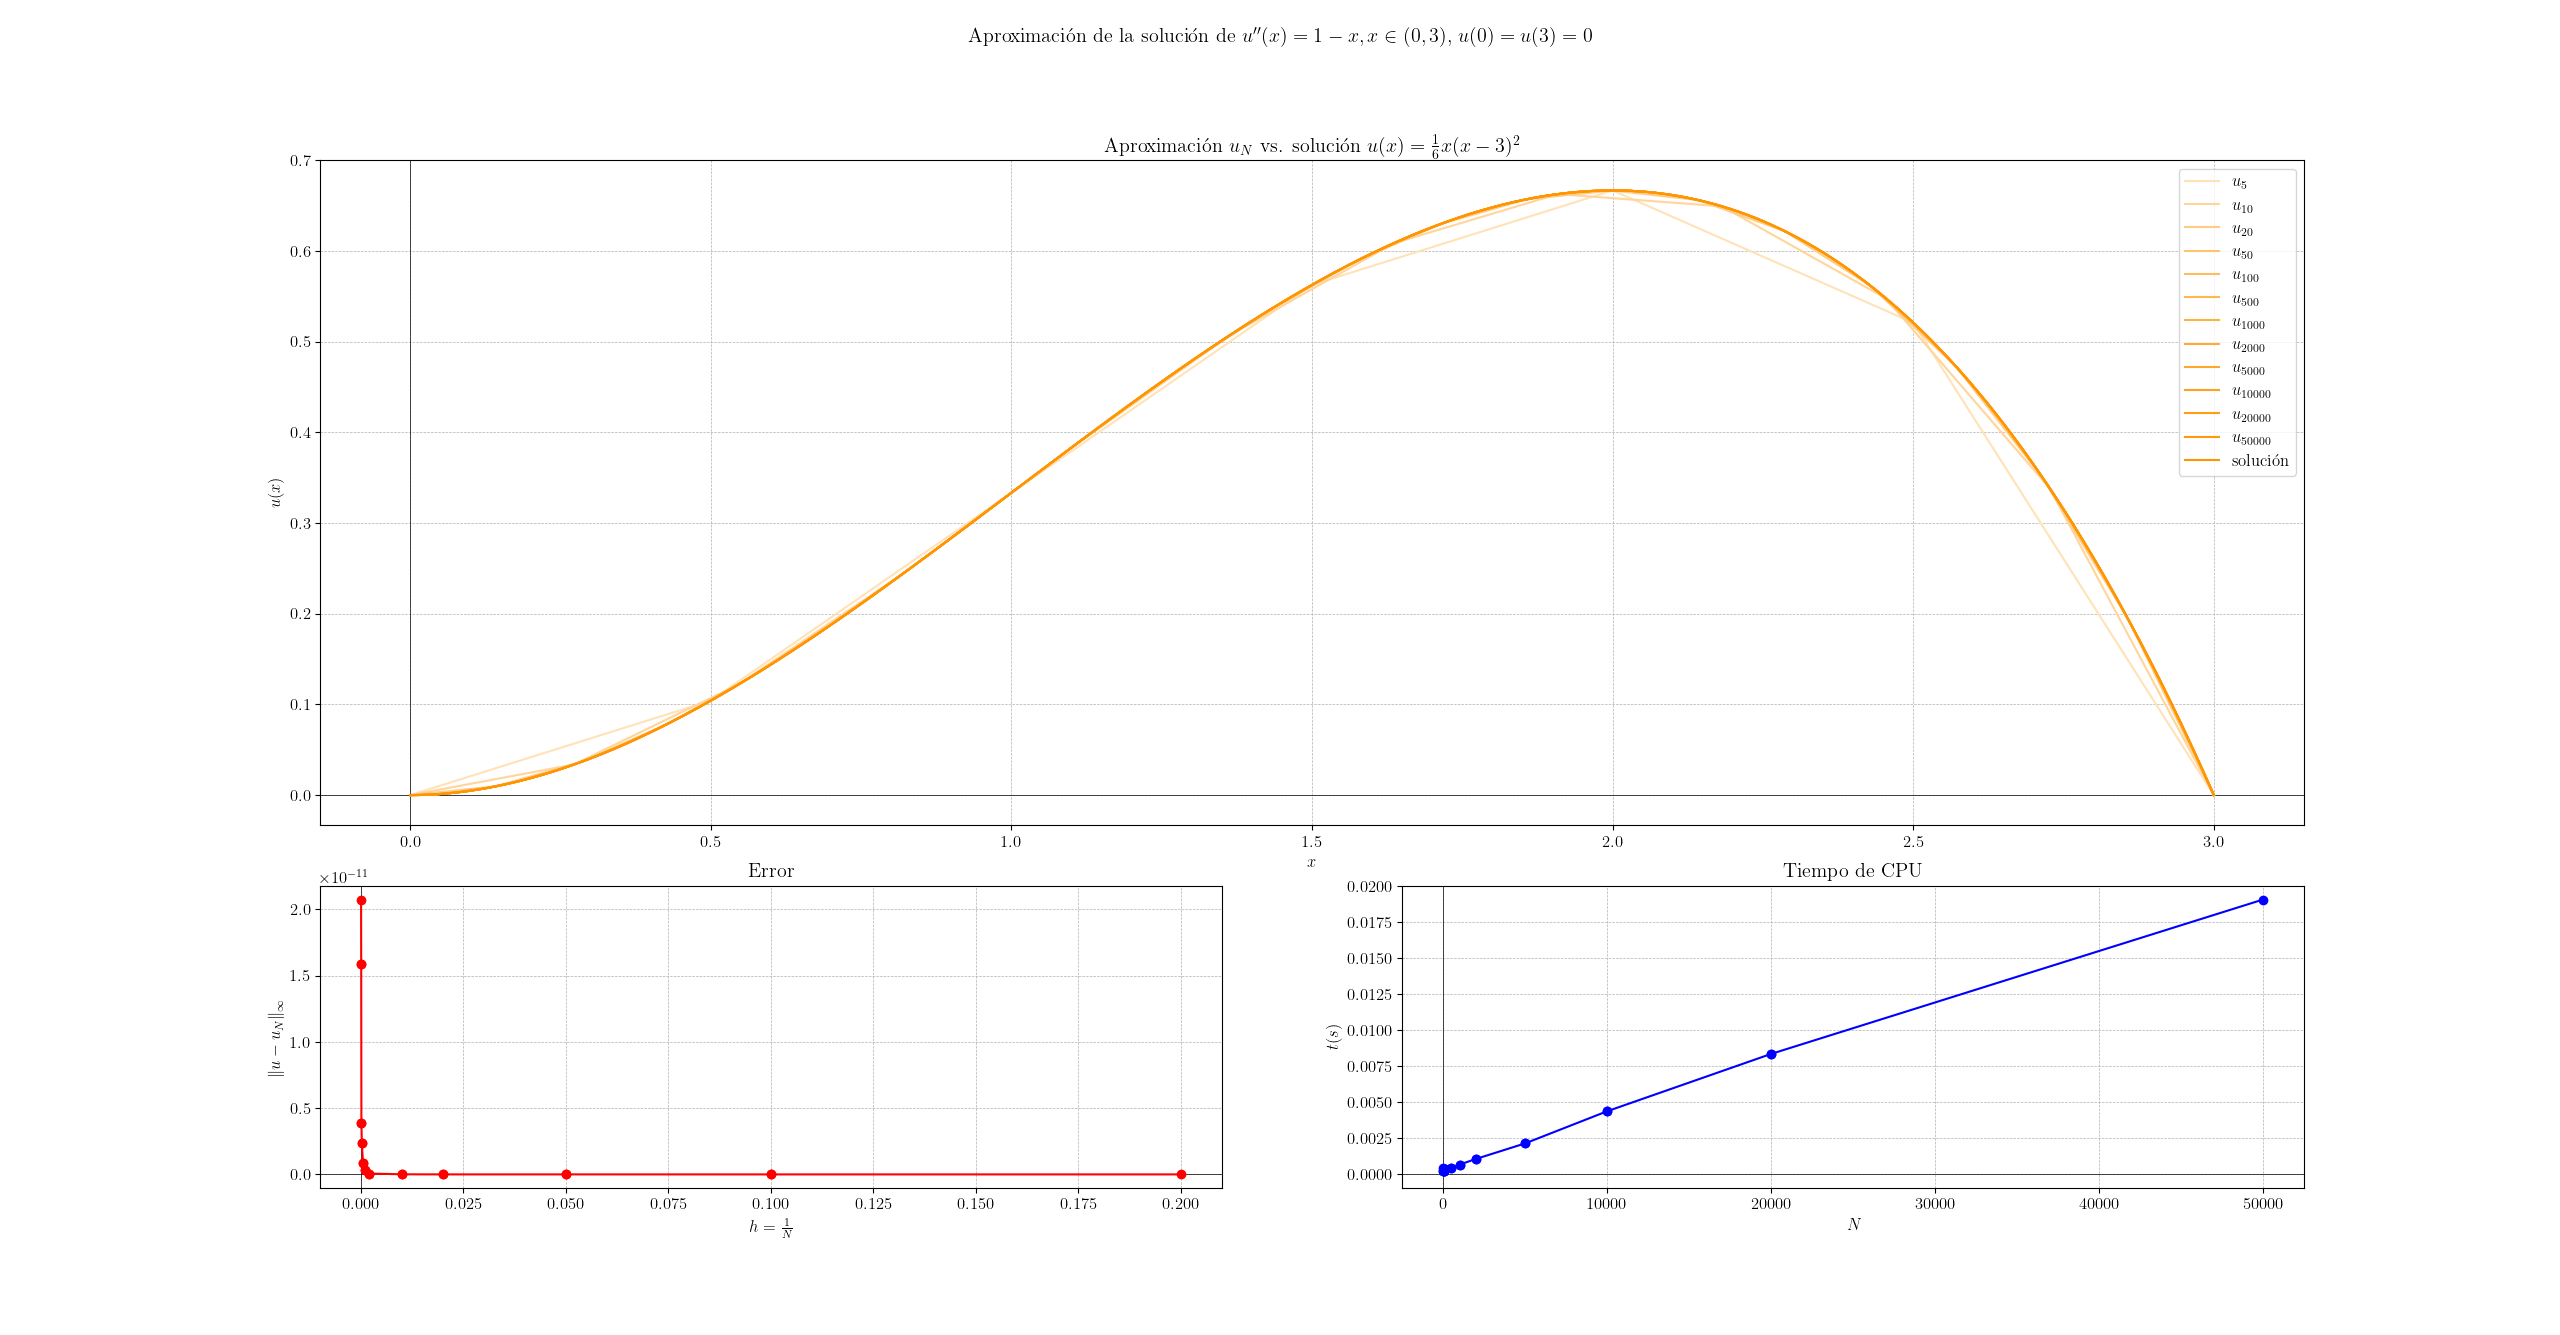 Aproximación de la solución de u''(x) = 1 − x, x ∈ (0, 3), u(0) = u(3) = 0
Aproximación u_N vs. solución u(x) = 1/6 x(x − 3)^2
0.7
0.6
0.5
0.4
0.3
0.2
0.1
0.0
u(x)
0.0 0.5 1.0 1.5 2.0 2.5 3.0
x
u_5
u_10
u_20
u_50
u_100
u_500
u_1000
u_2000
u_5000
u_10000
u_20000
u_50000
solución
Error
×10^−11
2.0
1.5
1.0
0.5
0.0
‖u − u_N‖_∞
0.000 0.025 0.050 0.075 0.100 0.125 0.150 0.175 0.200
h = 1/N
Tiempo de CPU
0.0200
0.0175
0.0150
0.0125
0.0100
0.0075
0.0050
0.0025
0.0000
t(s)
0 10000 20000 30000 40000 50000
N